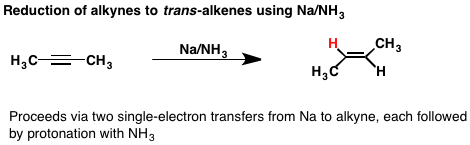 Reduction of alkynes to trans-alkenes using Na/NH₃
H₃C CH₃
Na/NH₃
H CH₃
H₃C H
Proceeds via two single-electron transfers from Na to alkyne, each followed
by protonation with NH₃